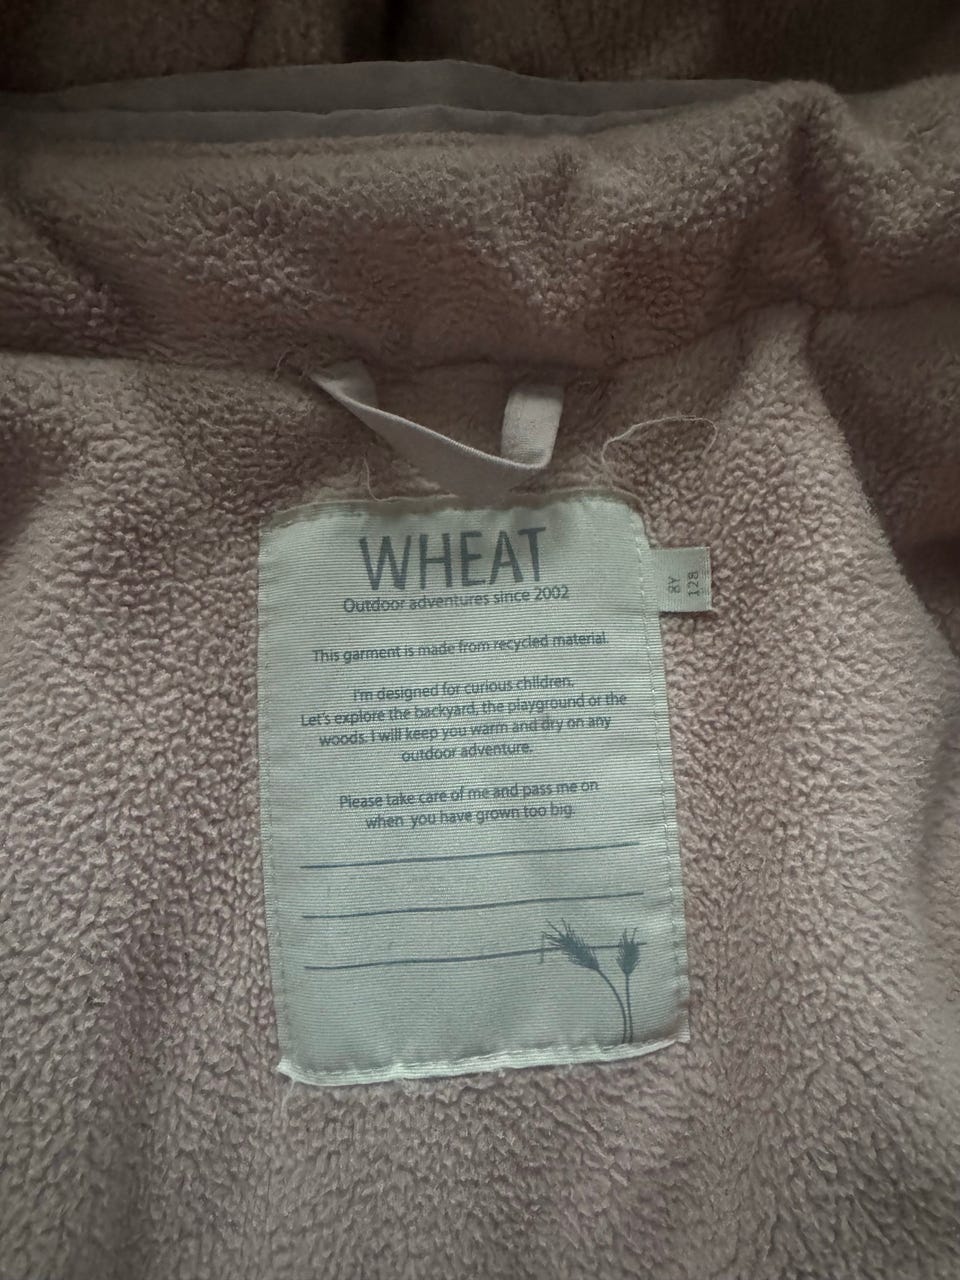 WHEAT
Outdoor adventures since 2002
8Y
128
This garment is made from recycled material.
I'm designed for curious children.
Let's explore the backyard, the playground or the
woods. I will keep you warm and dry on any
outdoor adventure.
Please take care of me and pass me on
when you have grown too big.